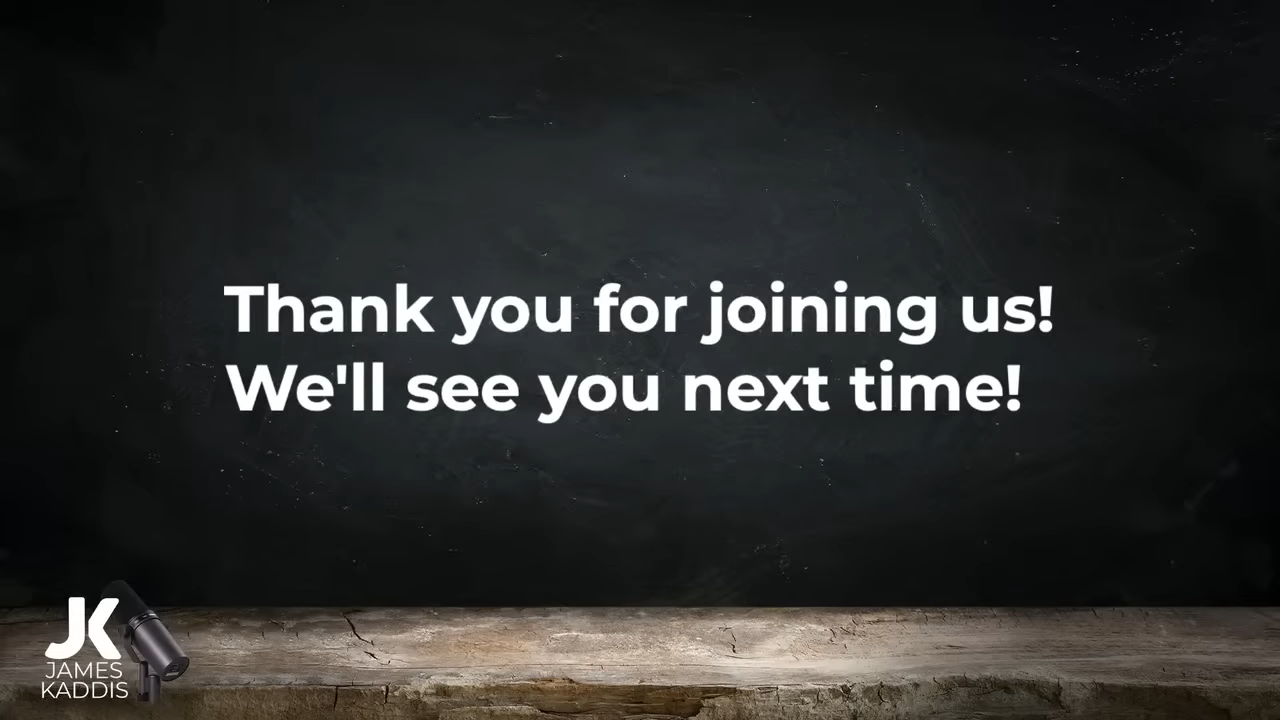 Thank you for joining us!
We'll see you next time!
JK
JAMES
KADDIS